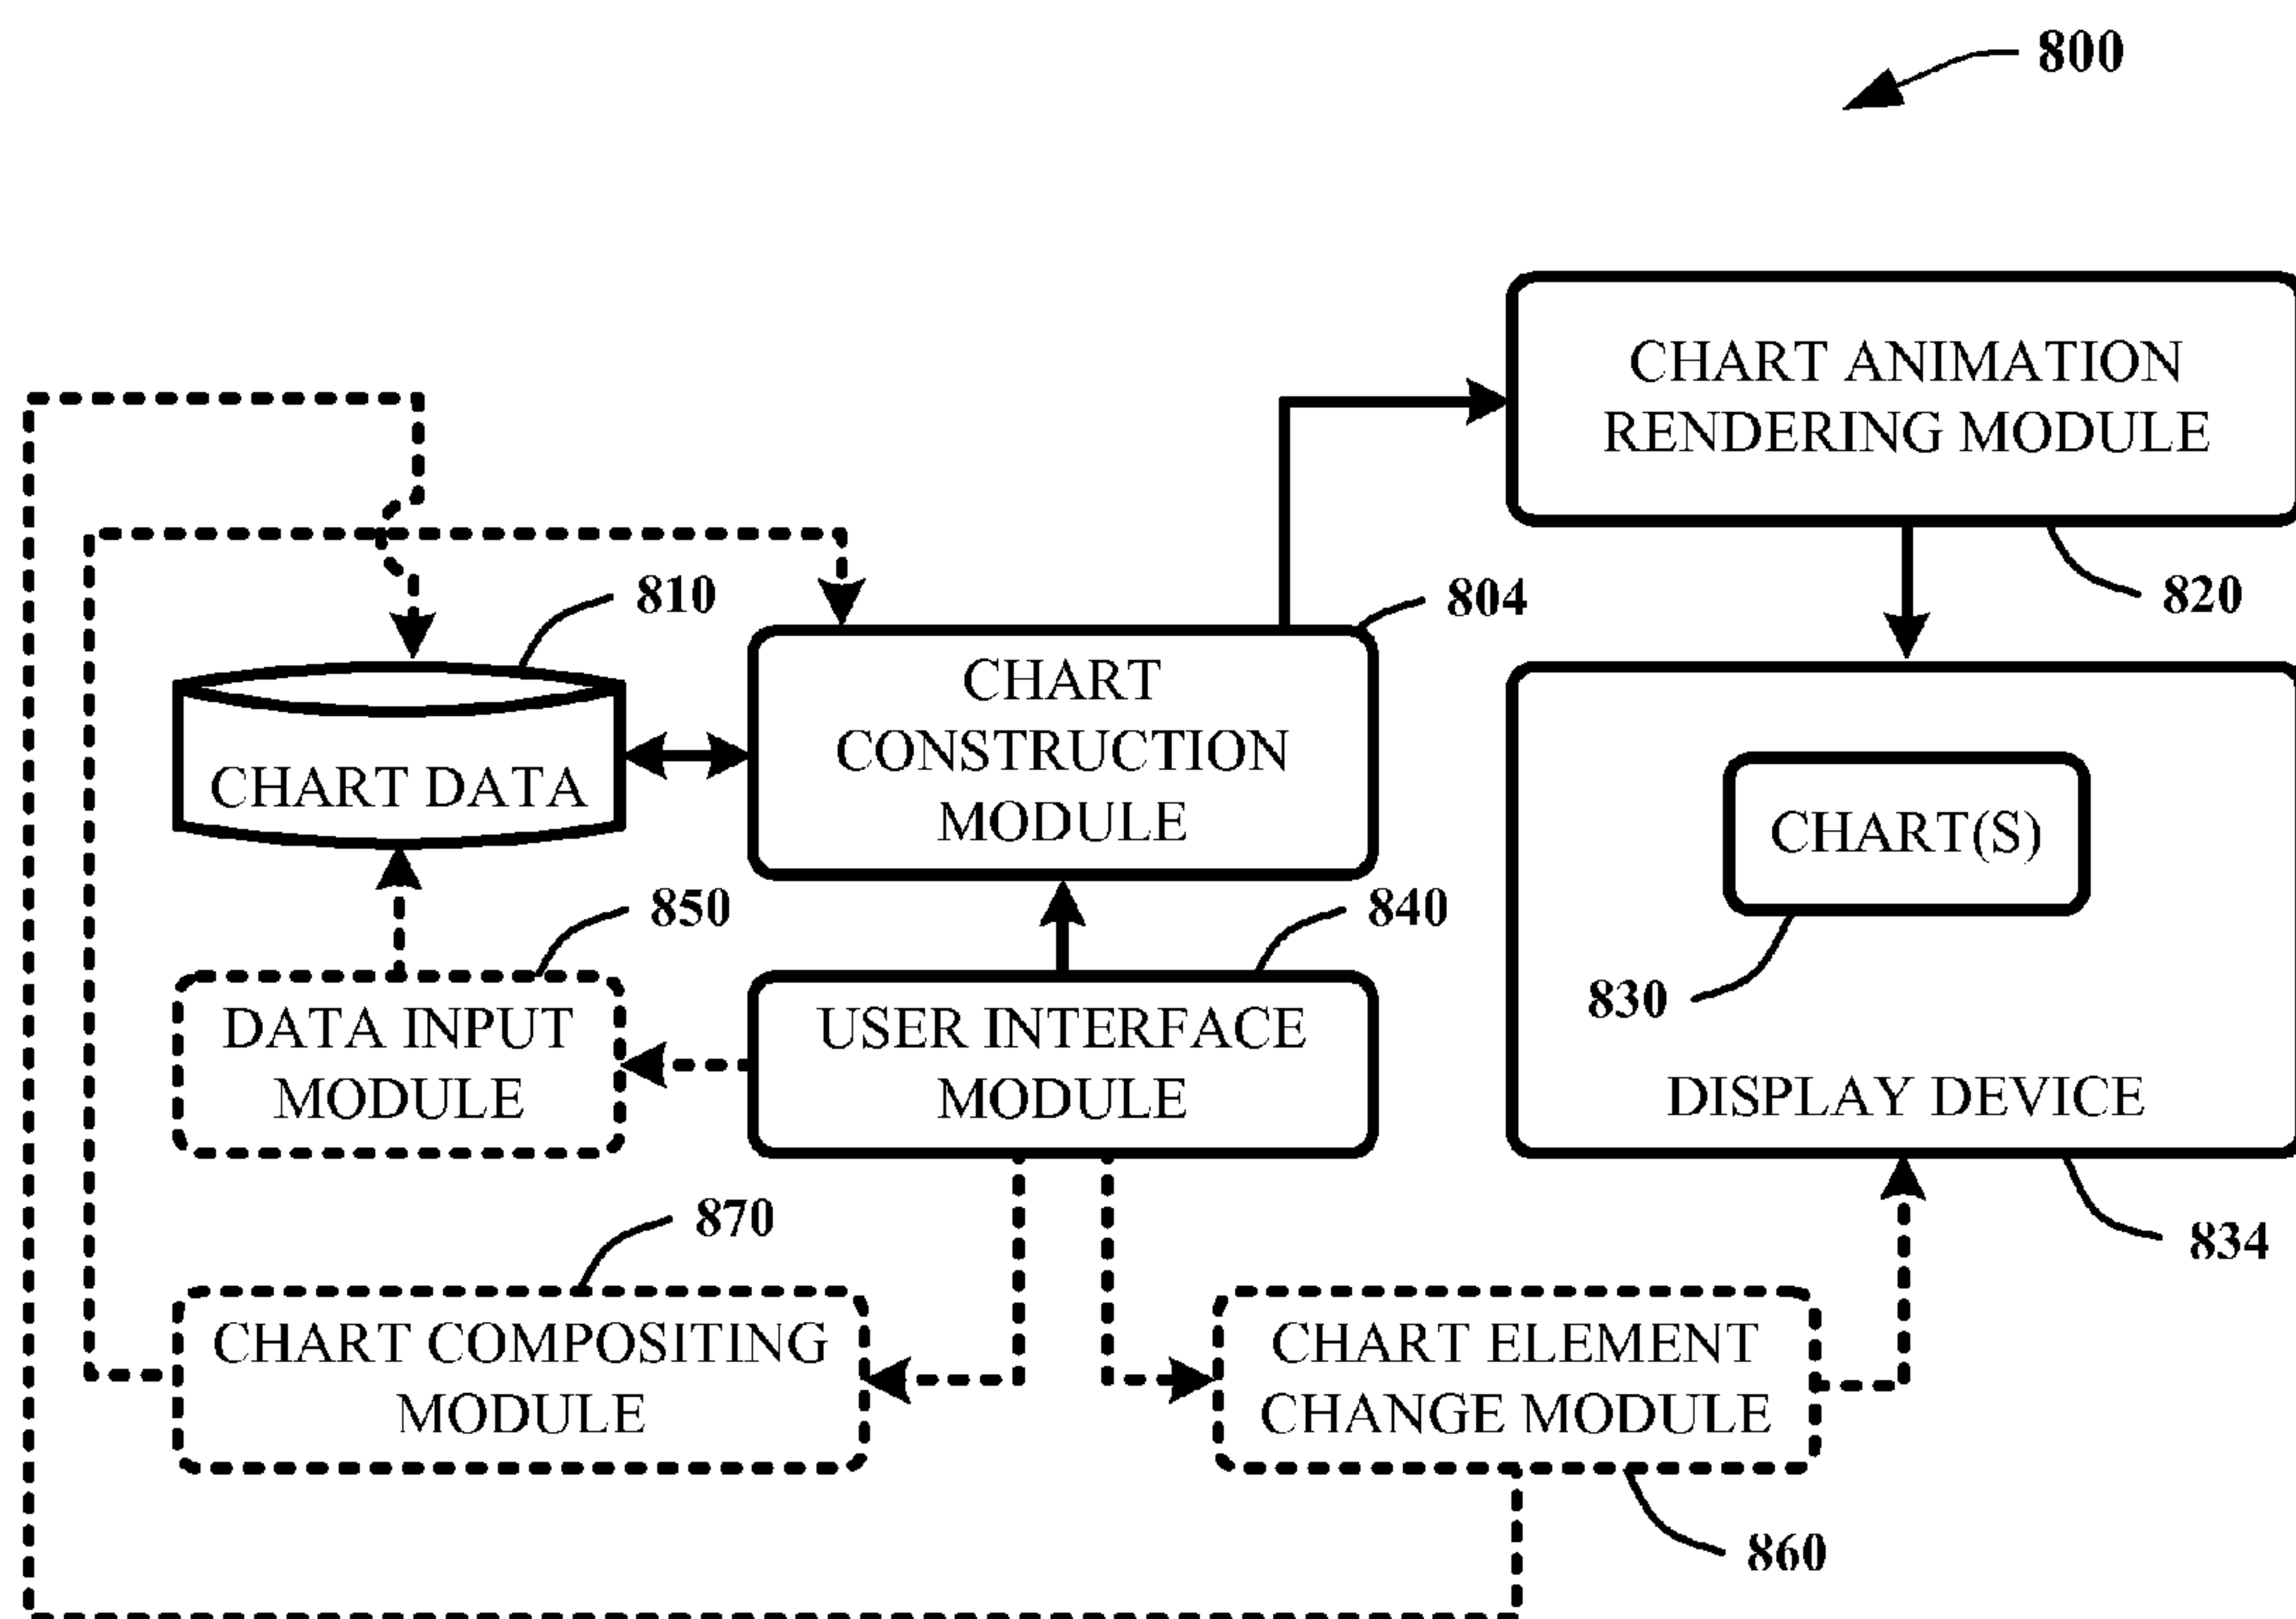 800
CHART ANIMATION
RENDERING MODULE
810
804
820
CHART
CONSTRUCTION
MODULE
CHART DATA
CHART(S)
850
840
830
DATA INPUT
MODULE
USER INTERFACE
MODULE
DISPLAY DEVICE
870
834
CHART COMPOSITING
MODULE
CHART ELEMENT
CHANGE MODULE
860